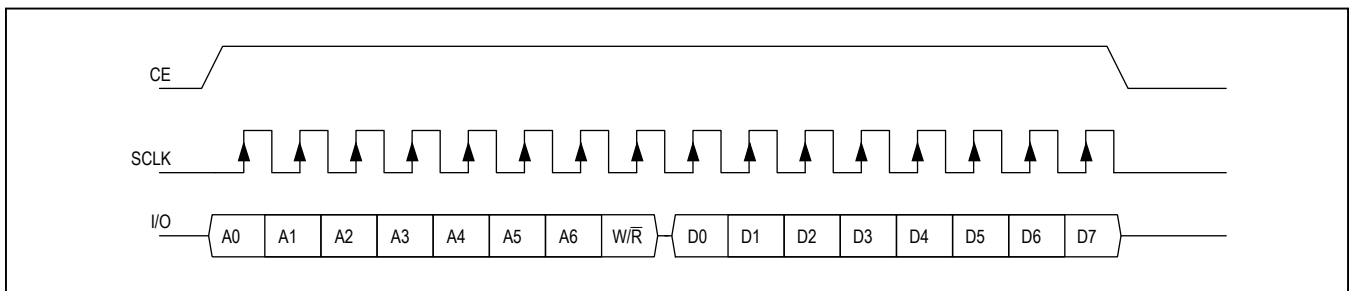 CE
SCLK
I/O A0 A1 A2 A3 A4 A5 A6 W/R̅ D0 D1 D2 D3 D4 D5 D6 D7